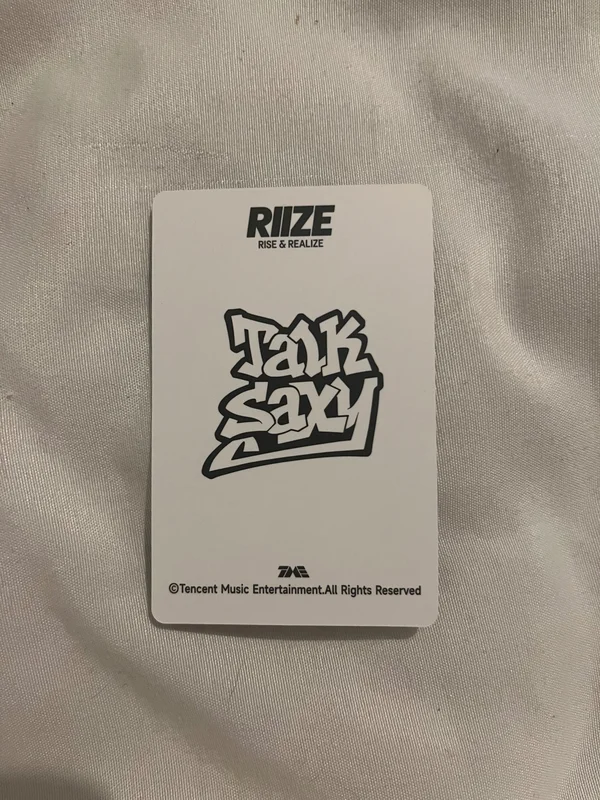 RIIZE
RISE & REALIZE
Talk
Saxy
TME
©Tencent Music Entertainment.All Rights Reserved